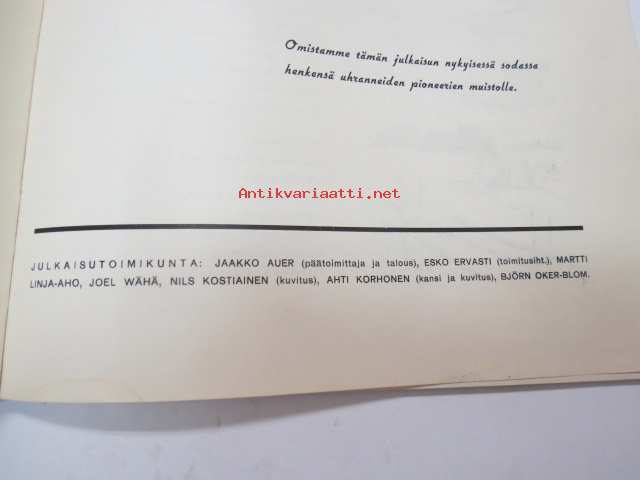 Omistamme tämän julkaisun nykyisessä sodassa
henkensä uhranneiden pioneerien muistolle.
Antikvariaatti.net
JULKAISUTOIMIKUNTA: JAAKKO AUER (päätoimittaja ja talous), ESKO ERVASTI (toimitusiht.), MARTTI
LINJA-AHO, JOEL WÄHÄ, NILS KOSTIAINEN (kuvitus), AHTI KORHONEN (kansi ja kuvitus), BJÖRN OKER-BLOM.